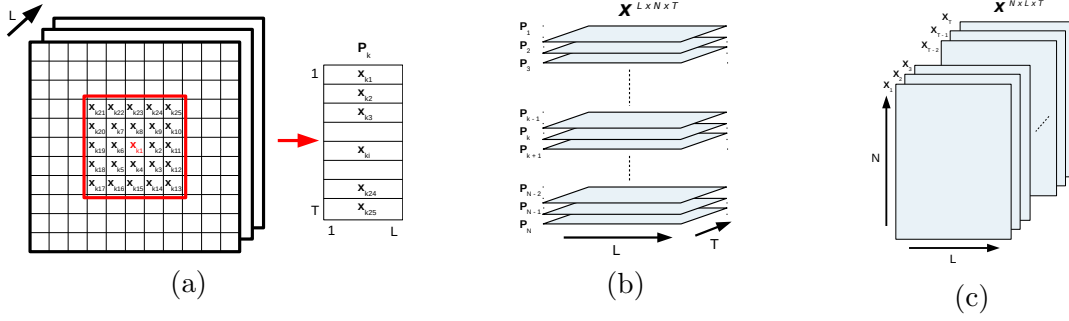 L
x k21 x k22 x k23 x k24 x k25
x k20 x k7 x k8 x k9 x k10
x k19 x k6 x k1 x k2 x k11
x k18 x k5 x k4 x k3 x k12
x k17 x k16 x k15 x k14 x k13
P k
1 x k1
x k2
x k3
x ki
x k24
T x k25
1 L
(a)
X L x N x T
P 1
P 2
P 3
P k - 1
P k
P k + 1
P N - 2
P N - 1
P N
L
T
(b)
X N x L x T
X T
X T - 1
X T - 2
X 3
X 2
X 1
N
L
(c)